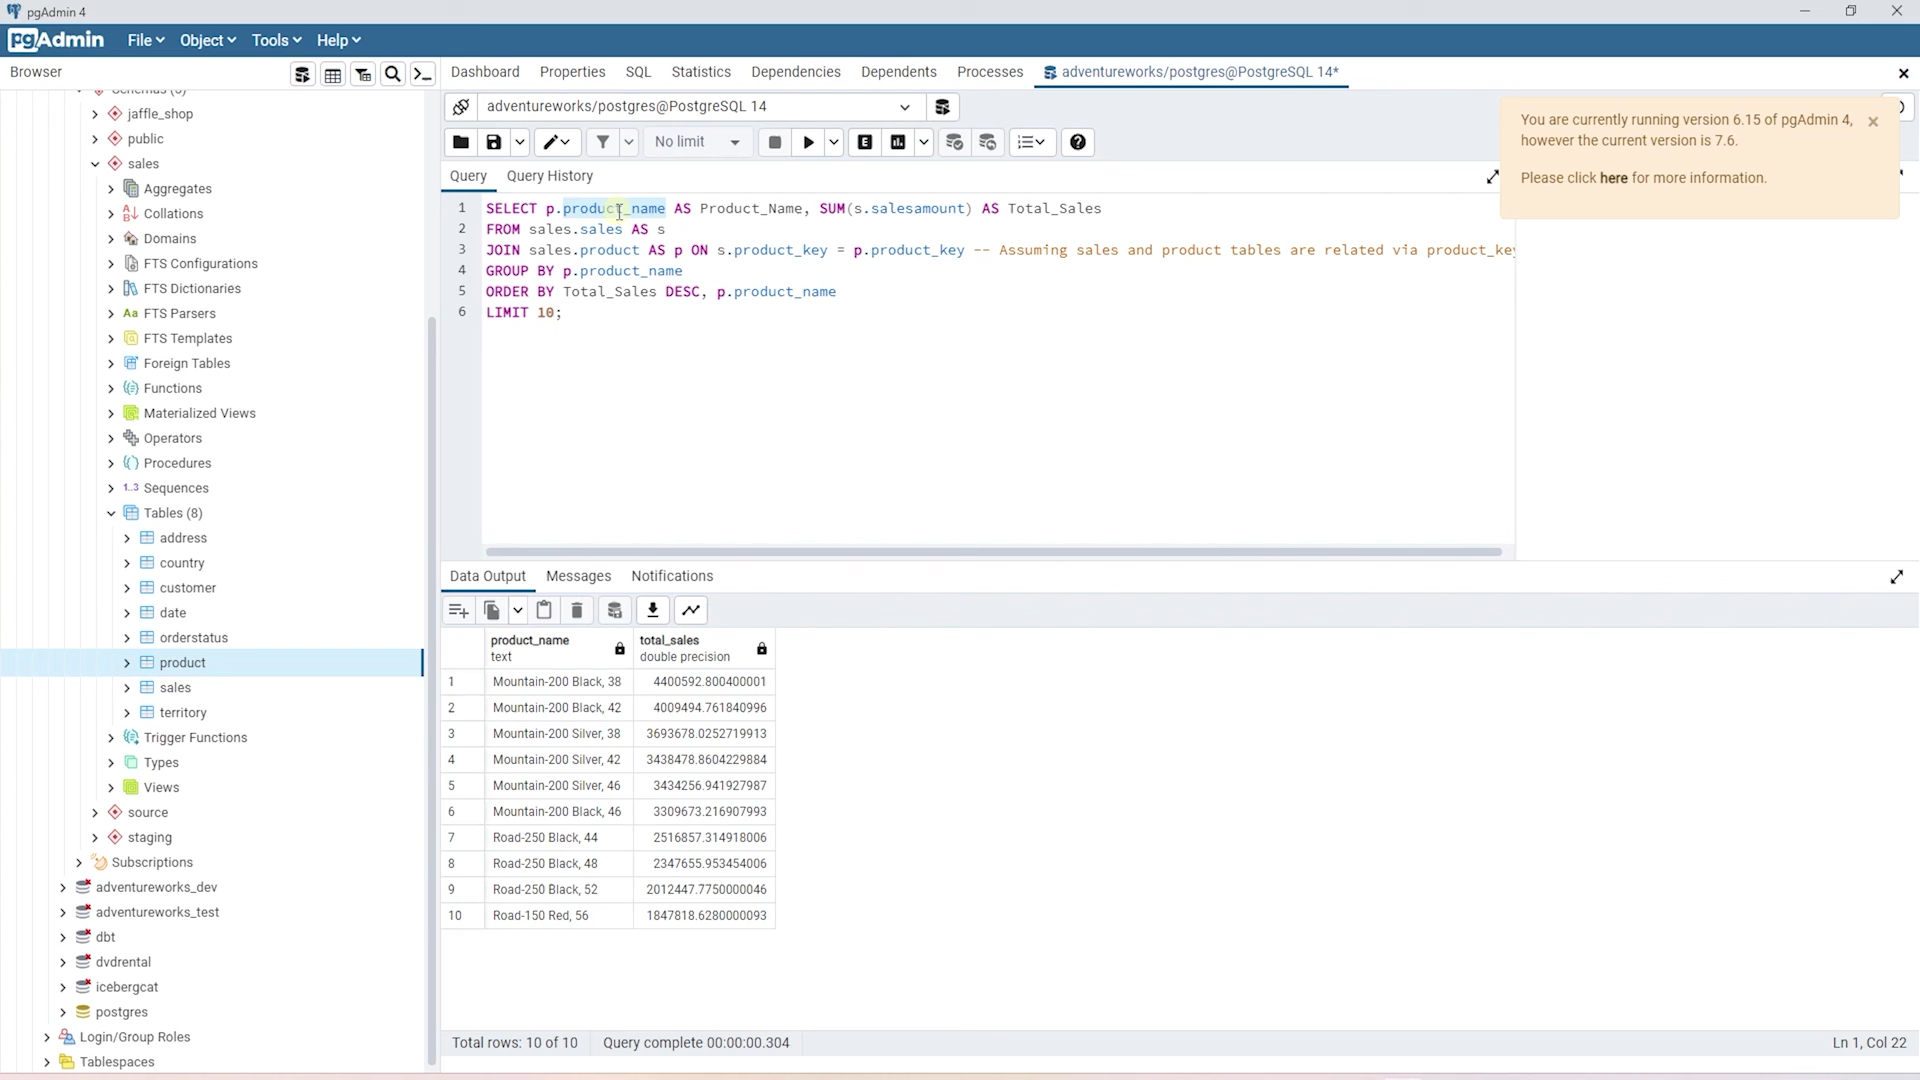 pgAdmin 4
pgAdmin
File
Object
Tools
Help
Browser
Dashboard
Properties
SQL
Statistics
Dependencies
Dependents
Processes
adventureworks/postgres@PostgreSQL 14*
adventureworks/postgres@PostgreSQL 14
You are currently running version 6.15 of pgAdmin 4,
however the current version is 7.6.
Please click here for more information.
No limit
E
Query
Query History
1 SELECT p.product_name AS Product_Name, SUM(s.salesamount) AS Total_Sales
2 FROM sales.sales AS s
3 JOIN sales.product AS p ON s.product_key = p.product_key -- Assuming sales and product tables are related via product_key
4 GROUP BY p.product_name
5 ORDER BY Total_Sales DESC, p.product_name
6 LIMIT 10;
jaffle_shop
public
sales
Aggregates
Collations
Domains
FTS Configurations
FTS Dictionaries
Aa FTS Parsers
FTS Templates
Foreign Tables
Functions
Materialized Views
Operators
Procedures
1..3 Sequences
Tables (8)
address
country
customer
date
orderstatus
product
sales
territory
Trigger Functions
Types
Views
source
staging
Subscriptions
adventureworks_dev
adventureworks_test
dbt
dvdrental
icebergcat
postgres
Login/Group Roles
Tablespaces
Data Output
Messages
Notifications
product_name
text
total_sales
double precision
1 Mountain-200 Black, 38 4400592.800400001
2 Mountain-200 Black, 42 4009494.761840996
3 Mountain-200 Silver, 38 3693678.0252719913
4 Mountain-200 Silver, 42 3438478.8604229884
5 Mountain-200 Silver, 46 3434256.941927987
6 Mountain-200 Black, 46 3309673.216907993
7 Road-250 Black, 44 2516857.314918006
8 Road-250 Black, 48 2347655.953454006
9 Road-250 Black, 52 2012447.7750000046
10 Road-150 Red, 56 1847818.6280000093
Total rows: 10 of 10
Query complete 00:00:00.304
Ln 1, Col 22